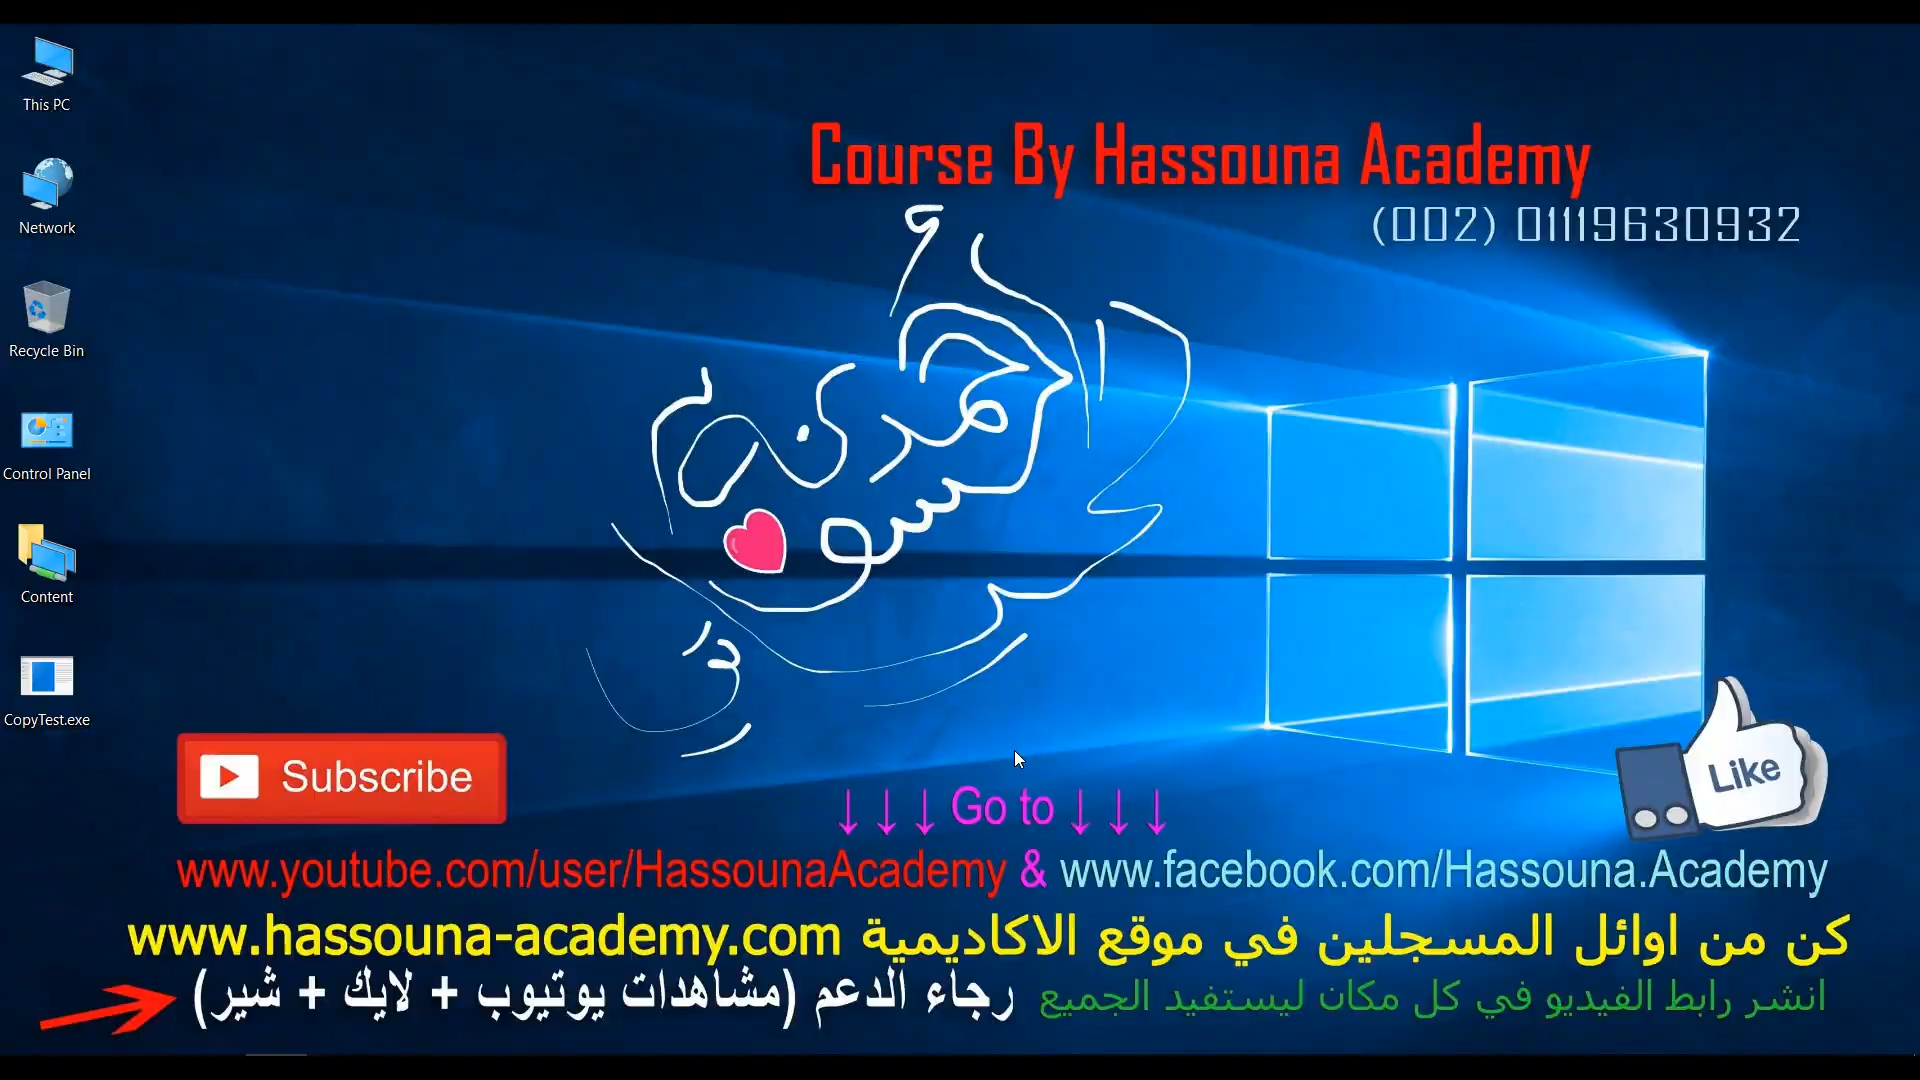 This PC
Network
Recycle Bin
Control Panel
Content
CopyTest.exe
Course By Hassouna Academy
(002) 01119630932
Subscribe
Like
↓ ↓ ↓ Go to ↓ ↓ ↓
www.youtube.com/user/HassounaAcademy & www.facebook.com/Hassouna.Academy
كن من اوائل المسجلين في موقع الاكاديمية www.hassouna-academy.com
انشر رابط الفيديو في كل مكان ليستفيد الجميع
رجاء الدعم (مشاهدات يوتيوب + لايك + شير)